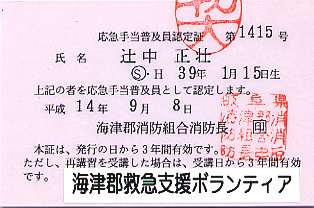 応急手当普及員認定証 第1415号
氏名 辻中 正壮
Ⓢ・H 39年 1月15日生
上記の者を応急手当普及員として認定します。
平成 14年 9月 8日
海津郡消防組合消防長 印
本証は、発行の日から3年間有効です。
ただし、再講習を受講した場合は、受講日から3年間有効
です。
海津郡救急支援ボランティア